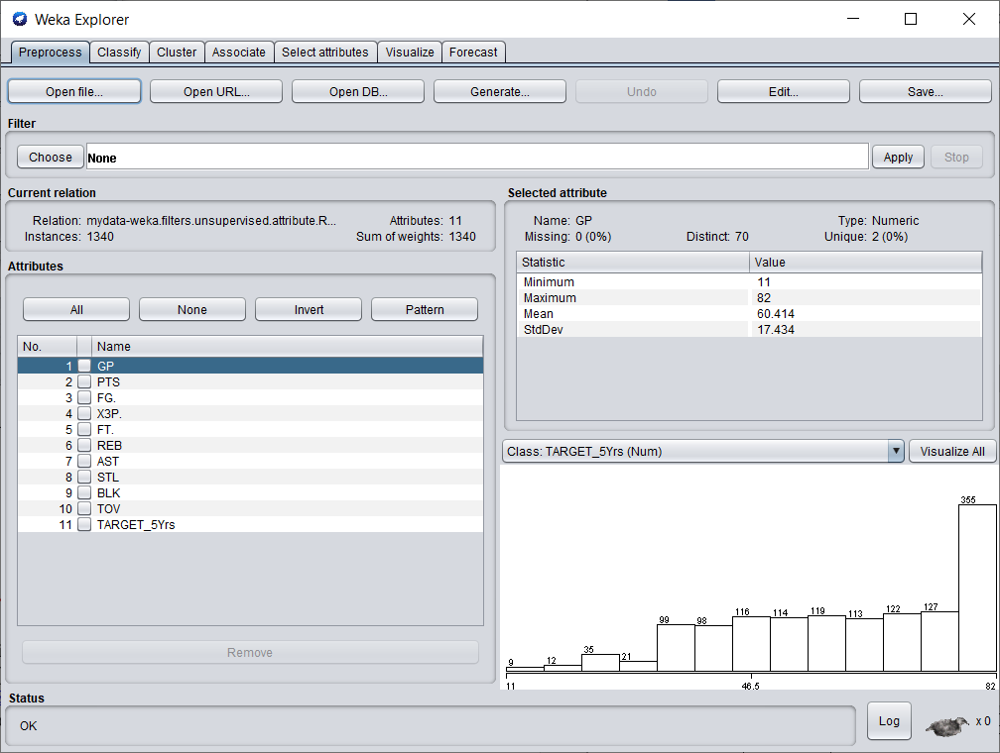 Weka Explorer
Preprocess Classify Cluster Associate Select attributes Visualize Forecast
Open file... Open URL... Open DB... Generate... Undo Edit... Save...
Filter
Choose None Apply Stop
Current relation
Relation: mydata-weka.filters.unsupervised.attribute.R... Attributes: 11
Instances: 1340 Sum of weights: 1340
Attributes
All None Invert Pattern
No. Name
1 GP
2 PTS
3 FG.
4 X3P.
5 FT.
6 REB
7 AST
8 STL
9 BLK
10 TOV
11 TARGET_5Yrs
Remove
Selected attribute
Name: GP Type: Numeric
Missing: 0 (0%) Distinct: 70 Unique: 2 (0%)
Statistic Value
Minimum 11
Maximum 82
Mean 60.414
StdDev 17.434
Class: TARGET_5Yrs (Num) Visualize All
9 12 35 21 99 98 116 114 119 113 122 127 355
11 46.5 82
Status
OK
Log x 0